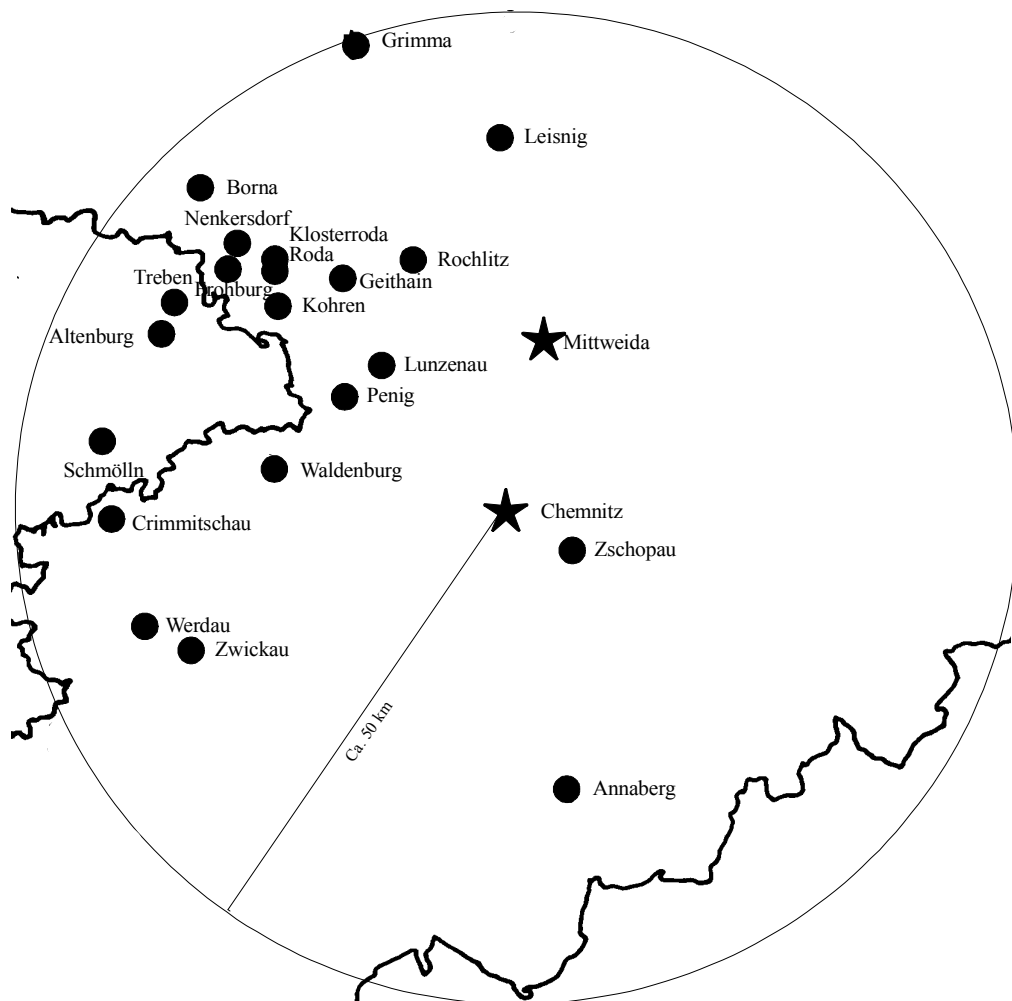 Grimma
Leisnig
Borna
Nenkersdorf
Klosterroda
Roda
Rochlitz
Treben
Geithain
Frohburg
Kohren
Altenburg
Mittweida
Lunzenau
Penig
Schmölln
Waldenburg
Chemnitz
Crimmitschau
Zschopau
Werdau
Zwickau
Ca. 50 km
Annaberg